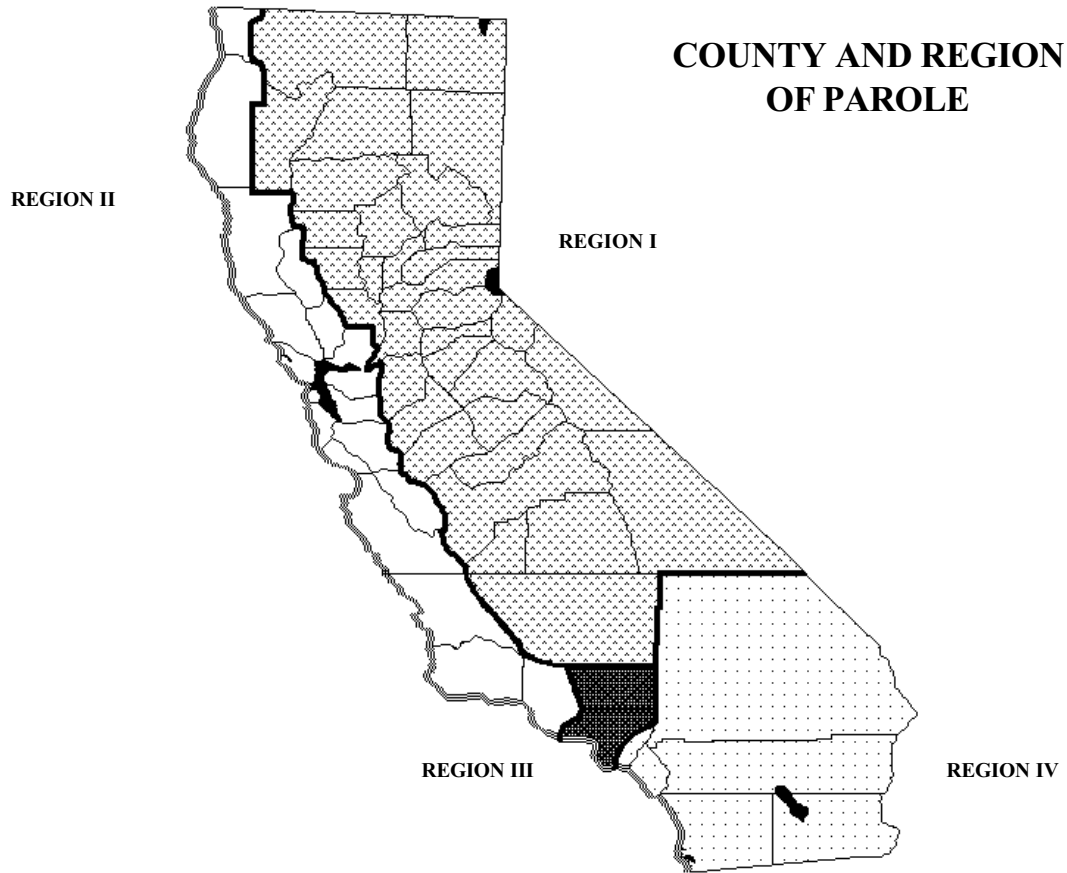 COUNTY AND REGION
OF PAROLE
REGION II
REGION I
REGION III
REGION IV